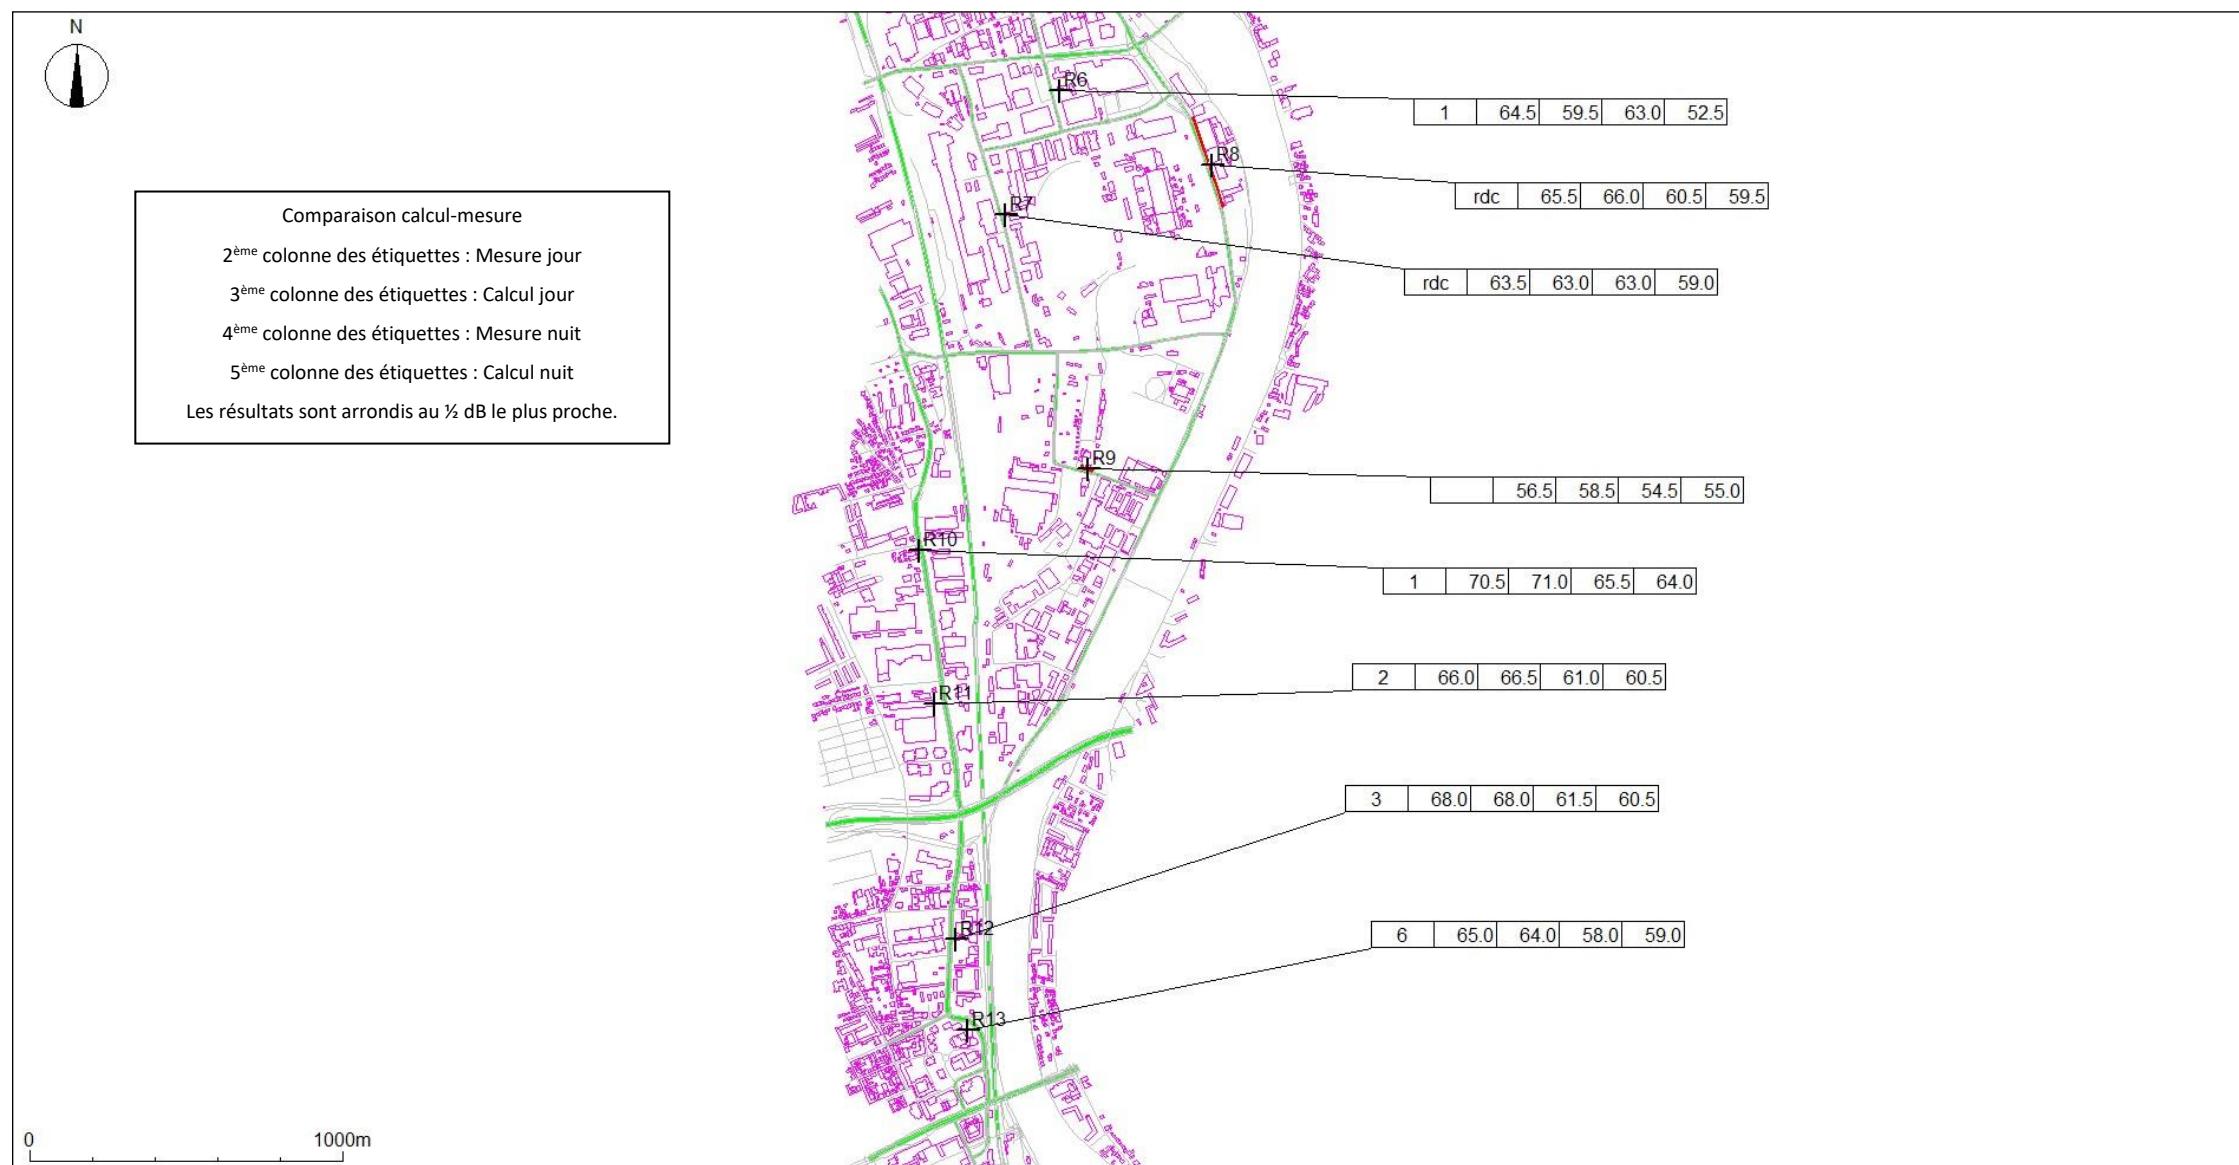 N
R6
1 64.5 59.5 63.0 52.5
R8
rdc 65.5 66.0 60.5 59.5
Comparaison calcul-mesure
2ème colonne des étiquettes : Mesure jour
3ème colonne des étiquettes : Calcul jour
4ème colonne des étiquettes : Mesure nuit
5ème colonne des étiquettes : Calcul nuit
Les résultats sont arrondis au ½ dB le plus proche.
R7
rdc 63.5 63.0 63.0 59.0
R9
56.5 58.5 54.5 55.0
R10
1 70.5 71.0 65.5 64.0
R11
2 66.0 66.5 61.0 60.5
3 68.0 68.0 61.5 60.5
R12
6 65.0 64.0 58.0 59.0
R13
0 1000m